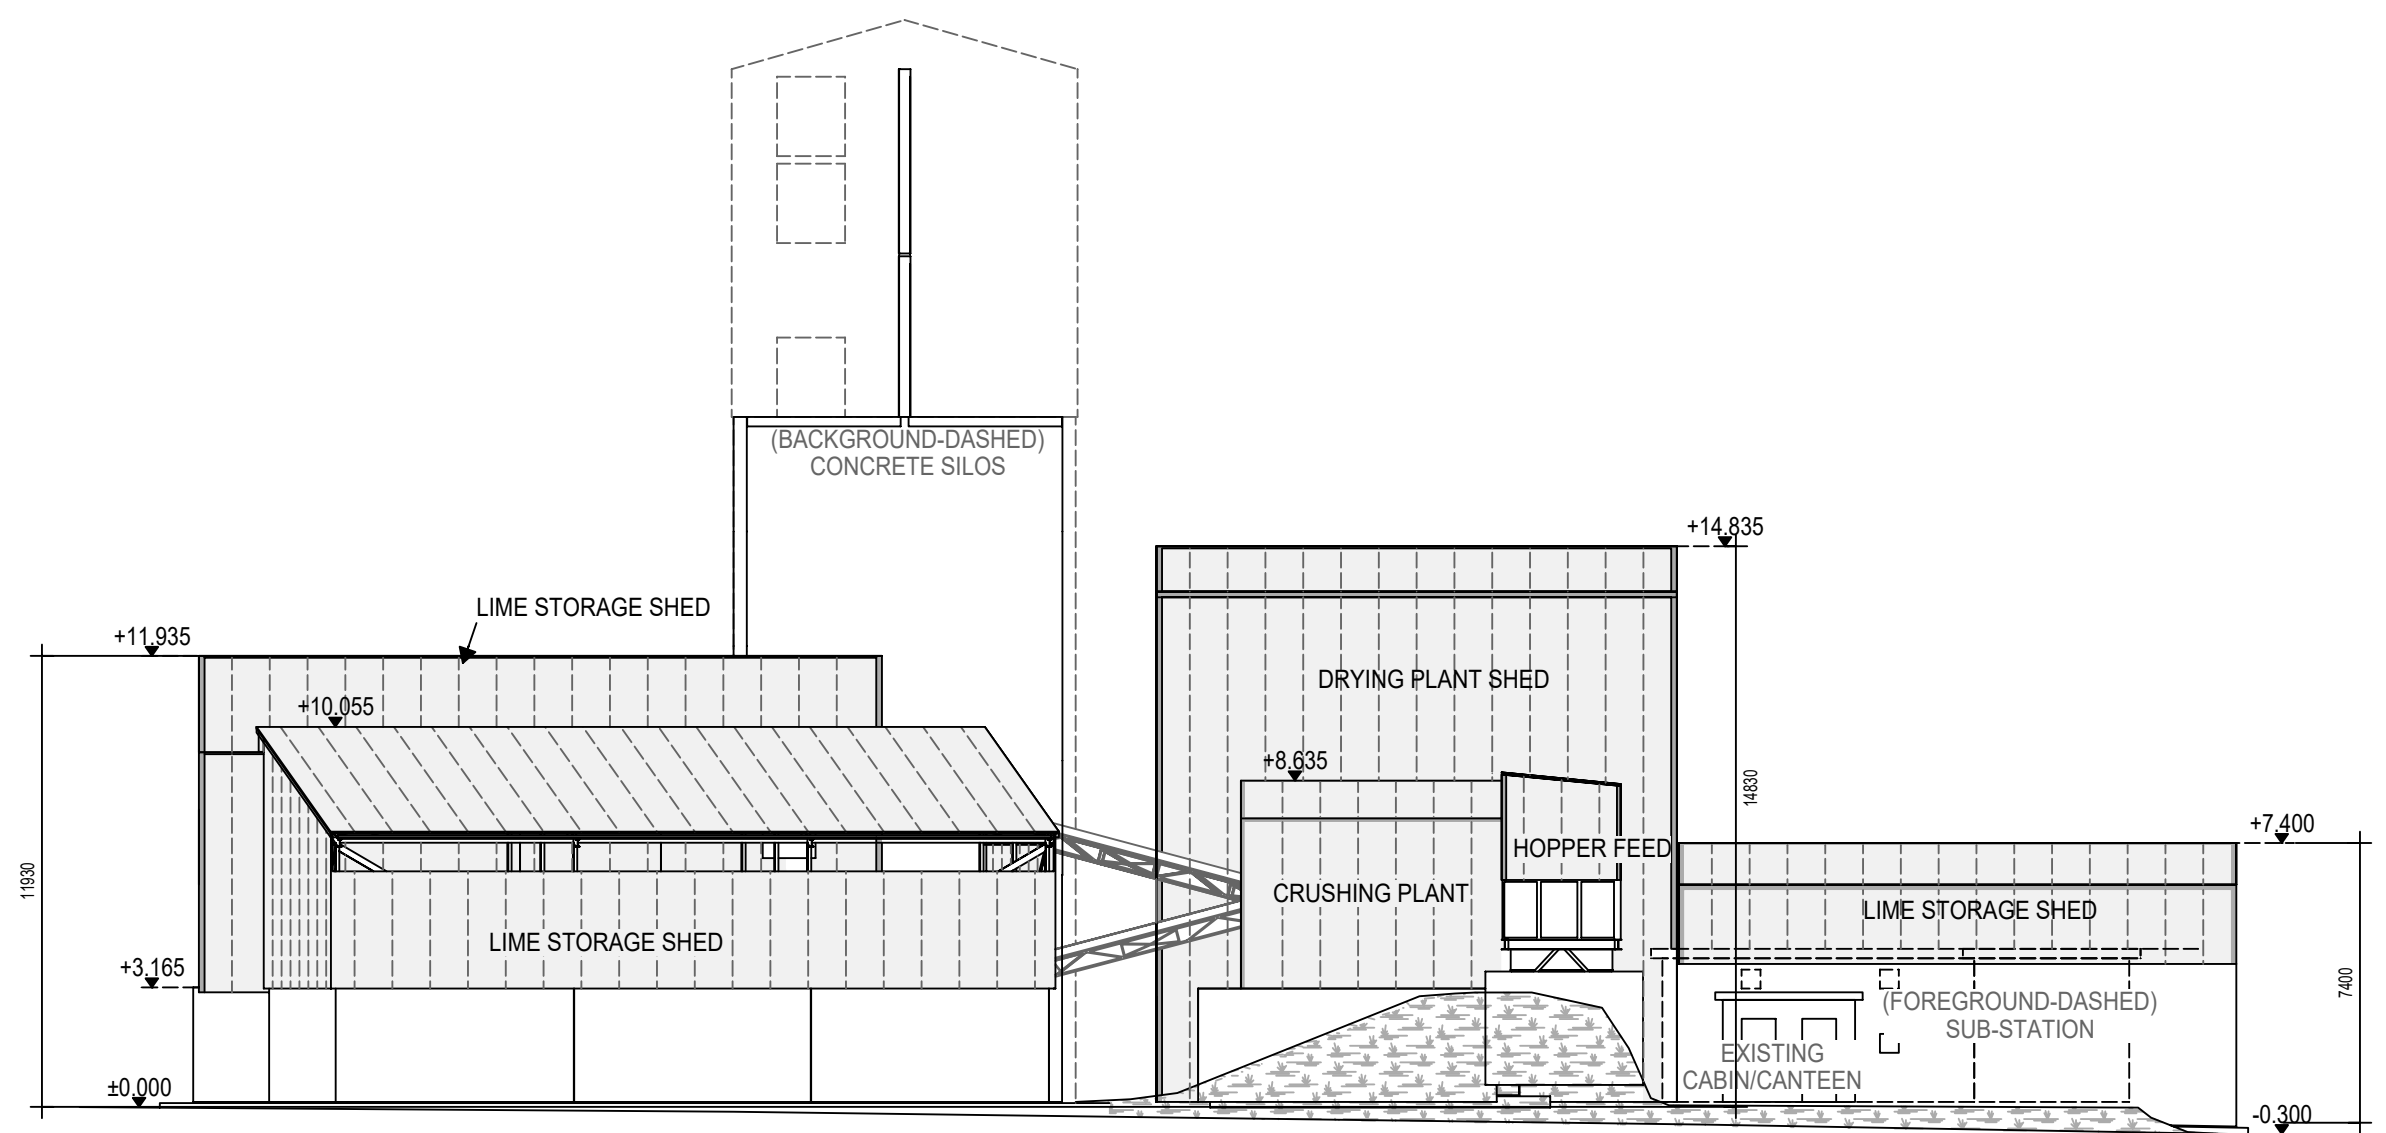 (BACKGROUND-DASHED)
CONCRETE SILOS
+14.835
LIME STORAGE SHED
+11.935
DRYING PLANT SHED
+10.055
+8.635
14830
+7.400
HOPPER FEED
CRUSHING PLANT
11930
LIME STORAGE SHED
LIME STORAGE SHED
+3.165
7400
(FOREGROUND-DASHED)
SUB-STATION
EXISTING
CABIN/CANTEEN
±0.000
-0.300